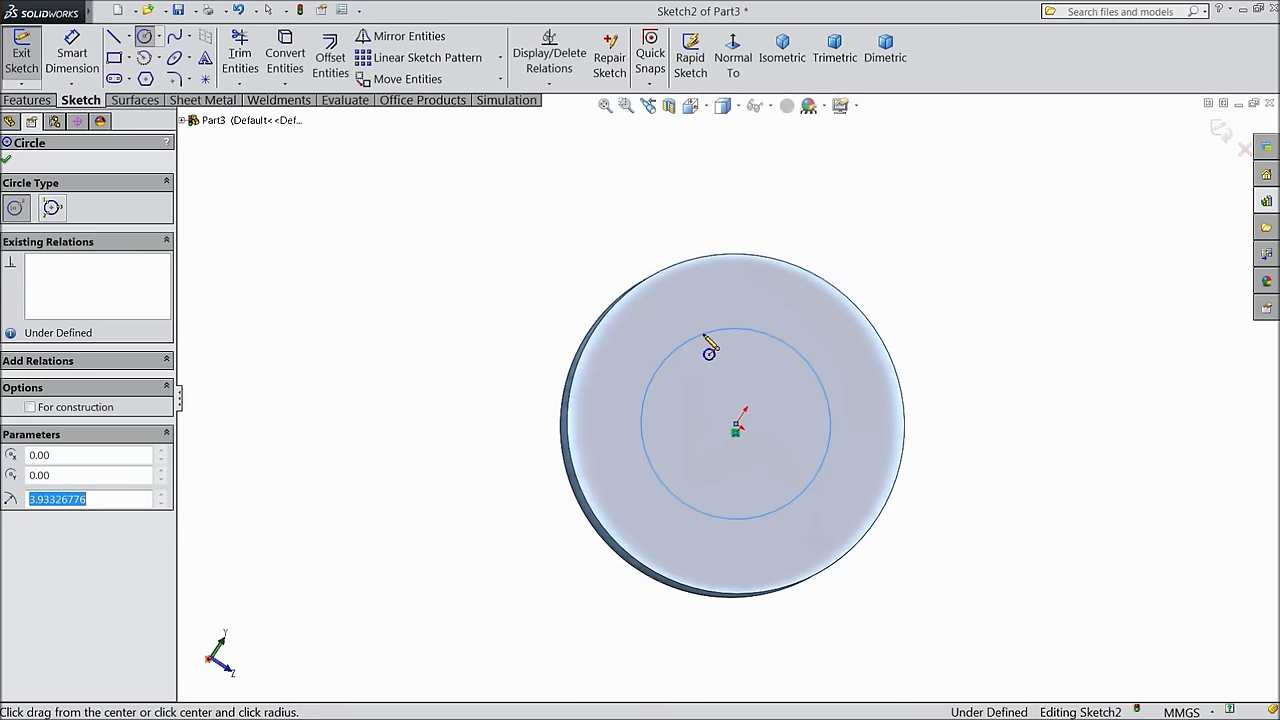 SOLIDWORKS
Sketch2 of Part3 *
Search files and models
Exit
Sketch
Smart
Dimension
Trim
Entities
Convert
Entities
Offset
Entities
Mirror Entities
Linear Sketch Pattern
Move Entities
Display/Delete
Relations
Repair
Sketch
Quick
Snaps
Rapid
Sketch
Normal
To
Isometric
Trimetric
Dimetric
Features
Sketch
Surfaces
Sheet Metal
Weldments
Evaluate
Office Products
Simulation
Part3 (Default<<Def...
Circle
?
Circle Type
Existing Relations
Under Defined
Add Relations
Options
For construction
Parameters
0.00
0.00
3.93326776
Y
Z
Click drag from the center or click center and click radius.
Under Defined
Editing Sketch2
MMGS